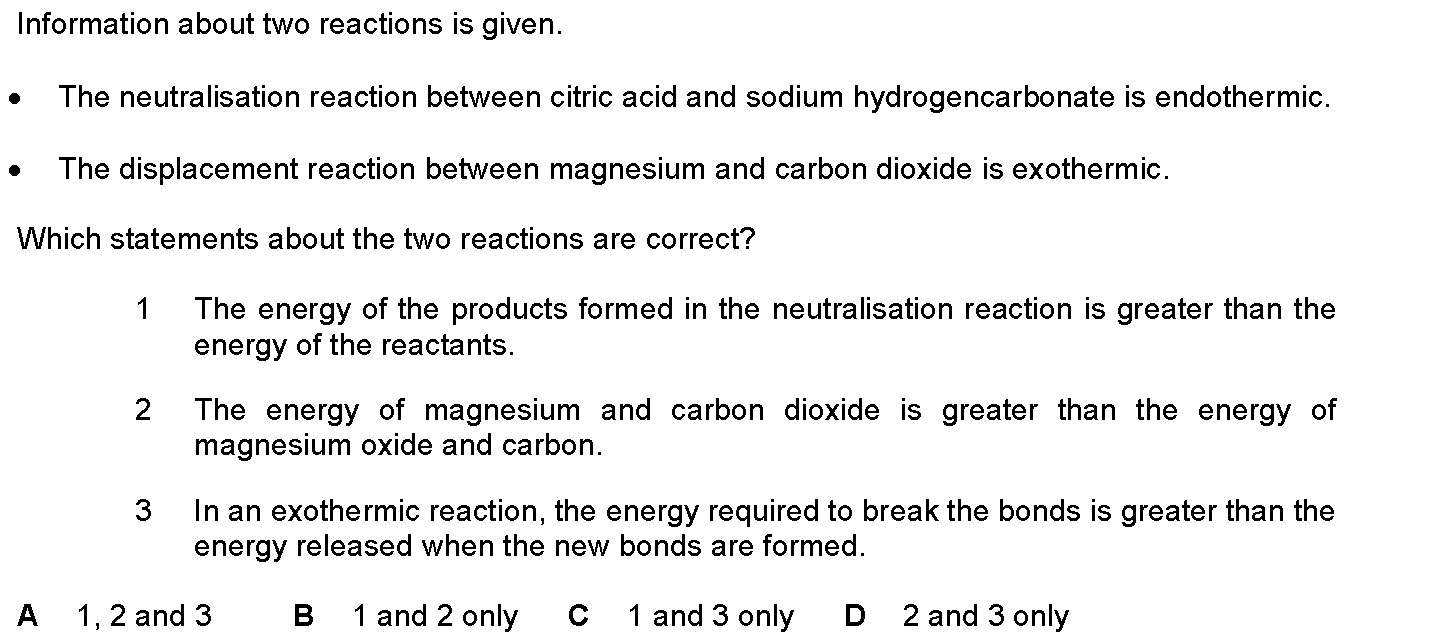 Information about two reactions is given.
• The neutralisation reaction between citric acid and sodium hydrogencarbonate is endothermic.
• The displacement reaction between magnesium and carbon dioxide is exothermic.
Which statements about the two reactions are correct?
1 The energy of the products formed in the neutralisation reaction is greater than the
energy of the reactants.
2 The energy of magnesium and carbon dioxide is greater than the energy of
magnesium oxide and carbon.
3 In an exothermic reaction, the energy required to break the bonds is greater than the
energy released when the new bonds are formed.
A 1, 2 and 3 B 1 and 2 only C 1 and 3 only D 2 and 3 only